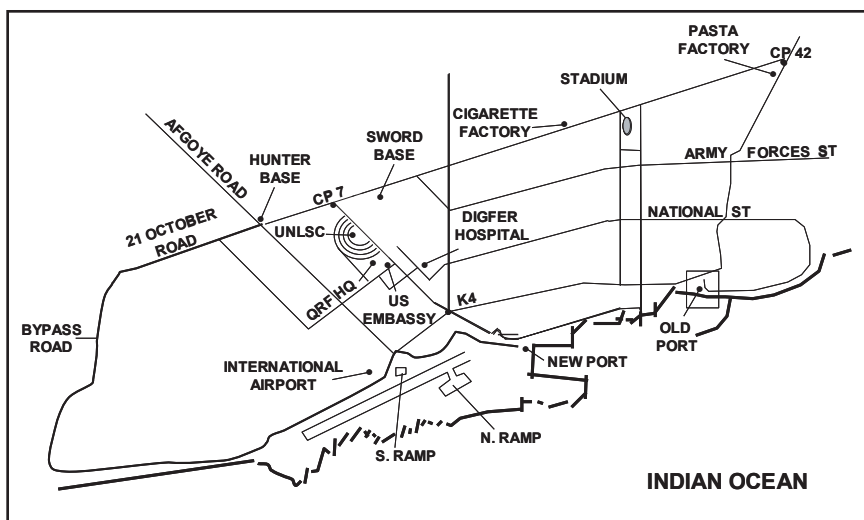 PASTA
FACTORY
CP 42
STADIUM
CIGARETTE
FACTORY
AFGOYE ROAD
SWORD
BASE
HUNTER
BASE
ARMY FORCES ST
CP 7
21 OCTOBER
ROAD
UNLSC
DIGFER
HOSPITAL
NATIONAL ST
QRF HQ
US
EMBASSY
K4
BYPASS
ROAD
OLD
PORT
INTERNATIONAL
AIRPORT
NEW PORT
S. RAMP
N. RAMP
INDIAN OCEAN